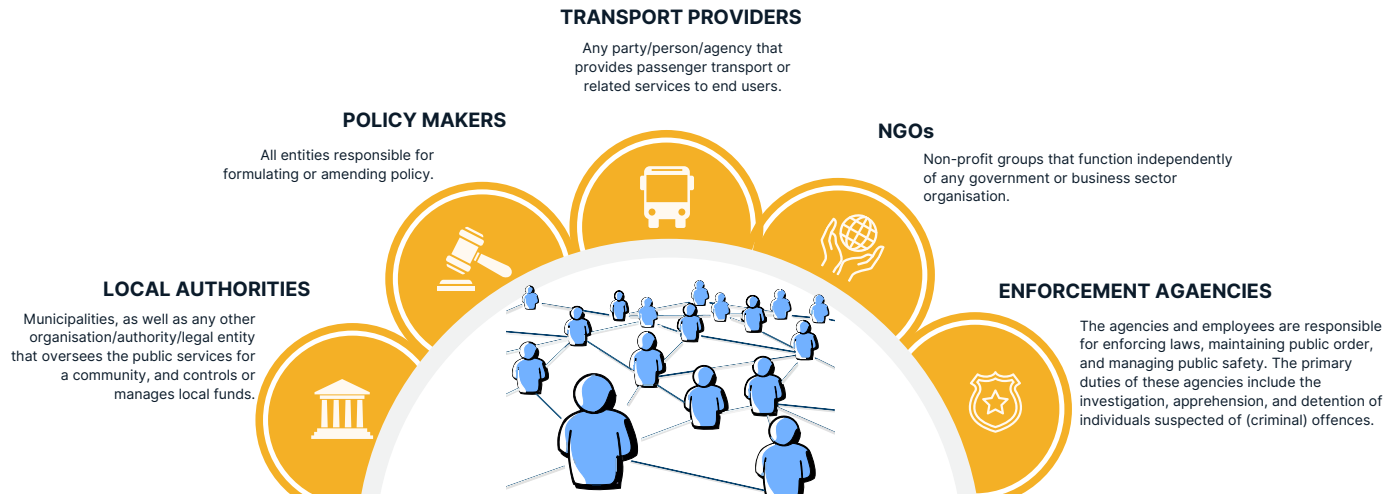 TRANSPORT PROVIDERS
Any party/person/agency that
provides passenger transport or
related services to end users.
POLICY MAKERS
All entities responsible for
formulating or amending policy.
NGOs
Non-profit groups that function independently
of any government or business sector
organisation.
LOCAL AUTHORITIES
Municipalities, as well as any other
organisation/authority/legal entity
that oversees the public services for
a community, and controls or
manages local funds.
ENFORCEMENT AGAENCIES
The agencies and employees are responsible
for enforcing laws, maintaining public order,
and managing public safety. The primary
duties of these agencies include the
investigation, apprehension, and detention of
individuals suspected of (criminal) offences.